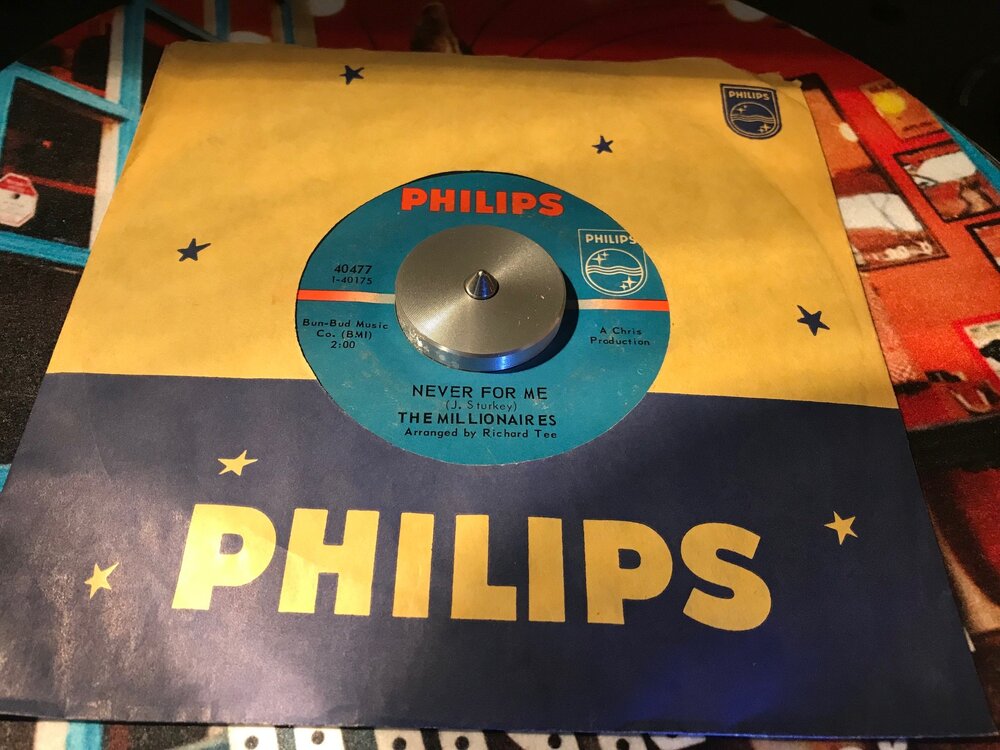 PHILIPS
PHILIPS
PHILIPS
40477
1-40175
Bun-Bud Music
Co. (BMI)
2:00
A Chris
Production
NEVER FOR ME
(J. Sturkey)
THE MILLIONAIRES
Arranged by Richard Tee
PHILIPS